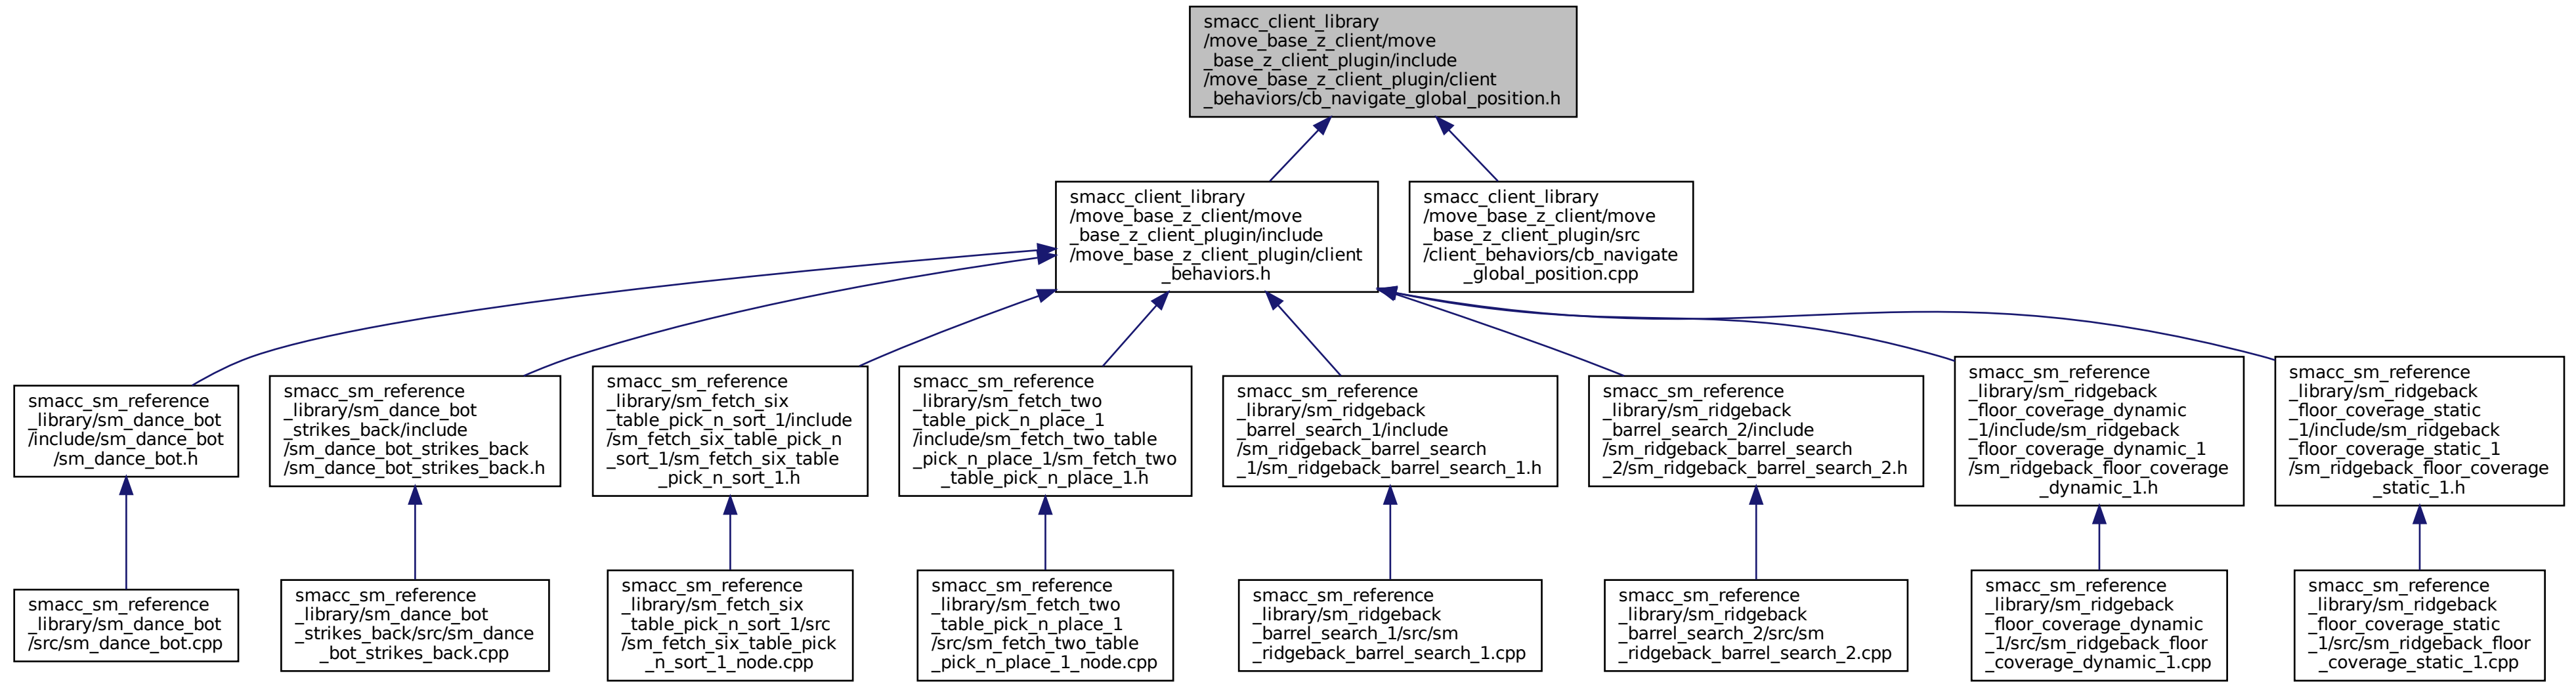 smacc_client_library
/move_base_z_client/move
_base_z_client_plugin/include
/move_base_z_client_plugin/client
_behaviors/cb_navigate_global_position.h
smacc_client_library
/move_base_z_client/move
_base_z_client_plugin/include
/move_base_z_client_plugin/client
_behaviors.h
smacc_client_library
/move_base_z_client/move
_base_z_client_plugin/src
/client_behaviors/cb_navigate
_global_position.cpp
smacc_sm_reference
_library/sm_dance_bot
/include/sm_dance_bot
/sm_dance_bot.h
smacc_sm_reference
_library/sm_dance_bot
_strikes_back/include
/sm_dance_bot_strikes_back
/sm_dance_bot_strikes_back.h
smacc_sm_reference
_library/sm_fetch_six
_table_pick_n_sort_1/include
/sm_fetch_six_table_pick_n
_sort_1/sm_fetch_six_table
_pick_n_sort_1.h
smacc_sm_reference
_library/sm_fetch_two
_table_pick_n_place_1
/include/sm_fetch_two_table
_pick_n_place_1/sm_fetch_two
_table_pick_n_place_1.h
smacc_sm_reference
_library/sm_ridgeback
_barrel_search_1/include
/sm_ridgeback_barrel_search
_1/sm_ridgeback_barrel_search_1.h
smacc_sm_reference
_library/sm_ridgeback
_barrel_search_2/include
/sm_ridgeback_barrel_search
_2/sm_ridgeback_barrel_search_2.h
smacc_sm_reference
_library/sm_ridgeback
_floor_coverage_dynamic
_1/include/sm_ridgeback
_floor_coverage_dynamic_1
/sm_ridgeback_floor_coverage
_dynamic_1.h
smacc_sm_reference
_library/sm_ridgeback
_floor_coverage_static
_1/include/sm_ridgeback
_floor_coverage_static_1
/sm_ridgeback_floor_coverage
_static_1.h
smacc_sm_reference
_library/sm_dance_bot
/src/sm_dance_bot.cpp
smacc_sm_reference
_library/sm_dance_bot
_strikes_back/src/sm_dance
_bot_strikes_back.cpp
smacc_sm_reference
_library/sm_fetch_six
_table_pick_n_sort_1/src
/sm_fetch_six_table_pick
_n_sort_1_node.cpp
smacc_sm_reference
_library/sm_fetch_two
_table_pick_n_place_1
/src/sm_fetch_two_table
_pick_n_place_1_node.cpp
smacc_sm_reference
_library/sm_ridgeback
_barrel_search_1/src/sm
_ridgeback_barrel_search_1.cpp
smacc_sm_reference
_library/sm_ridgeback
_barrel_search_2/src/sm
_ridgeback_barrel_search_2.cpp
smacc_sm_reference
_library/sm_ridgeback
_floor_coverage_dynamic
_1/src/sm_ridgeback_floor
_coverage_dynamic_1.cpp
smacc_sm_reference
_library/sm_ridgeback
_floor_coverage_static
_1/src/sm_ridgeback_floor
_coverage_static_1.cpp